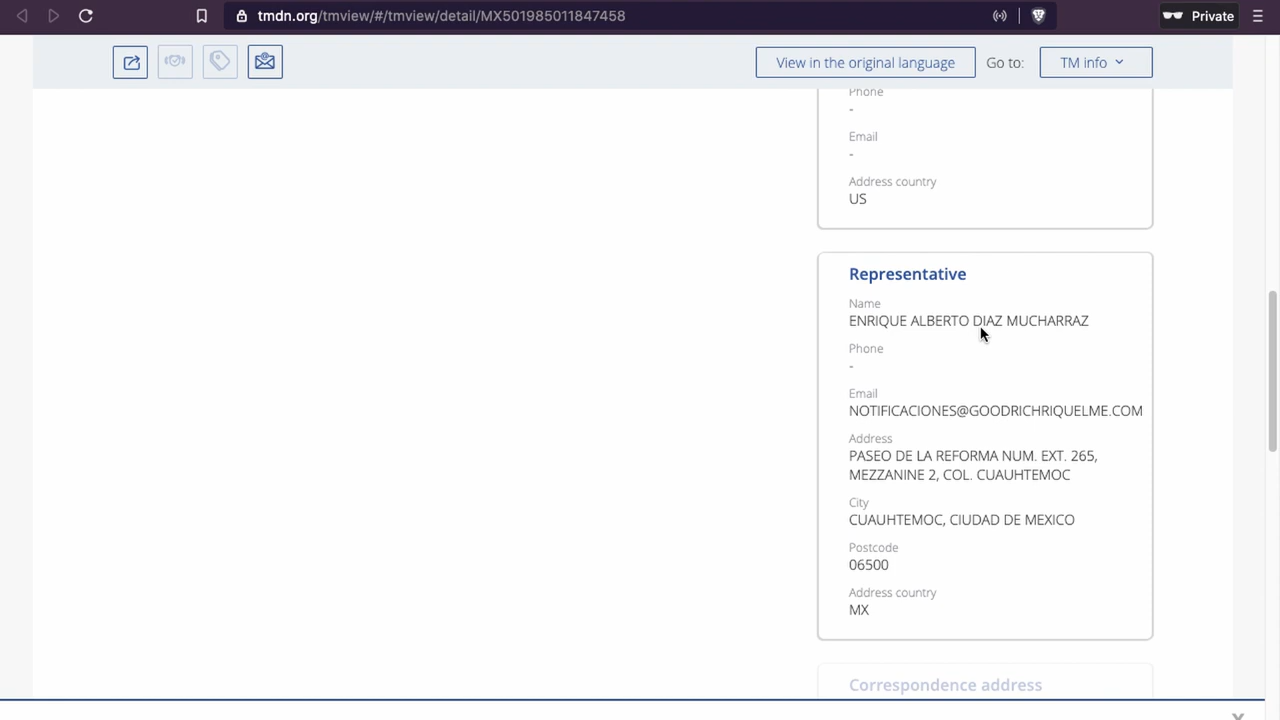 tmdn.org/tmview/#/tmview/detail/MX501985011847458
Private
View in the original language
Go to:
TM info
Phone
-
Email
-
Address country
US
Representative
Name
ENRIQUE ALBERTO DIAZ MUCHARRAZ
Phone
-
Email
NOTIFICACIONES@GOODRICHRIQUELME.COM
Address
PASEO DE LA REFORMA NUM. EXT. 265,
MEZZANINE 2, COL. CUAUHTEMOC
City
CUAUHTEMOC, CIUDAD DE MEXICO
Postcode
06500
Address country
MX
Correspondence address